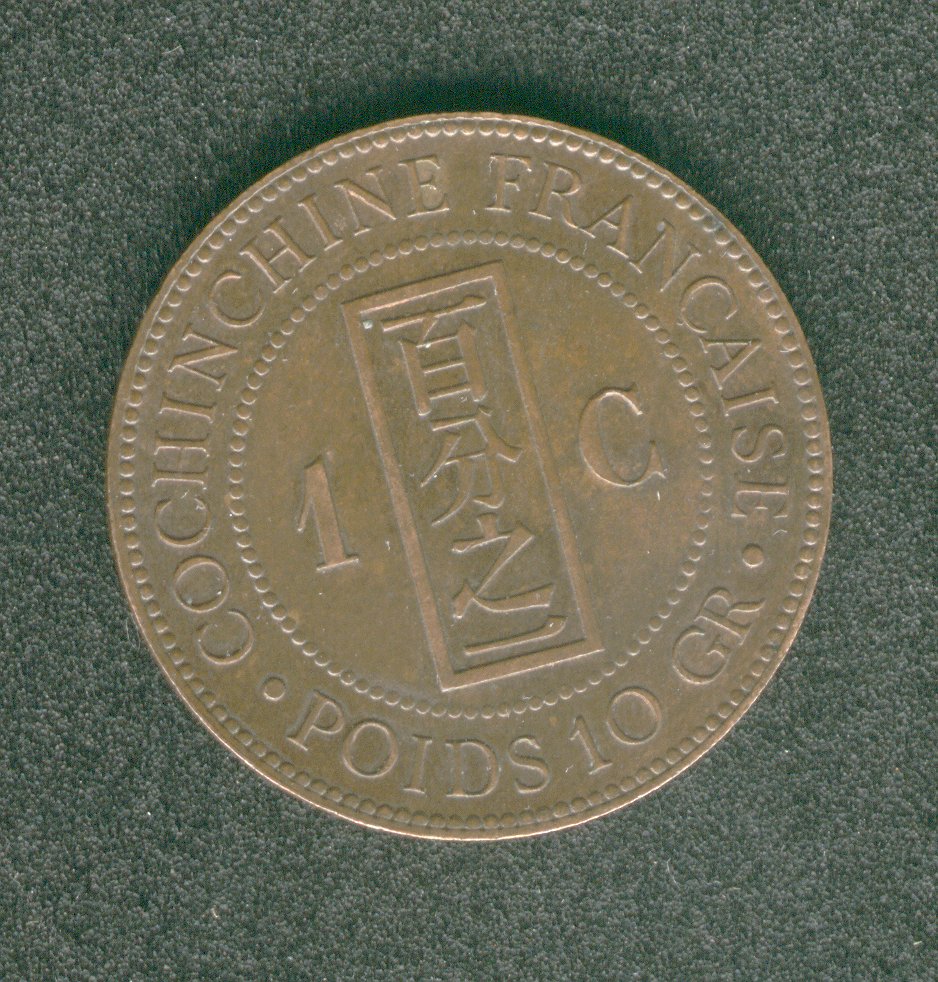 COCHINCHINE FRANCAISE
1 百分之一 C
• POIDS 10 GR •